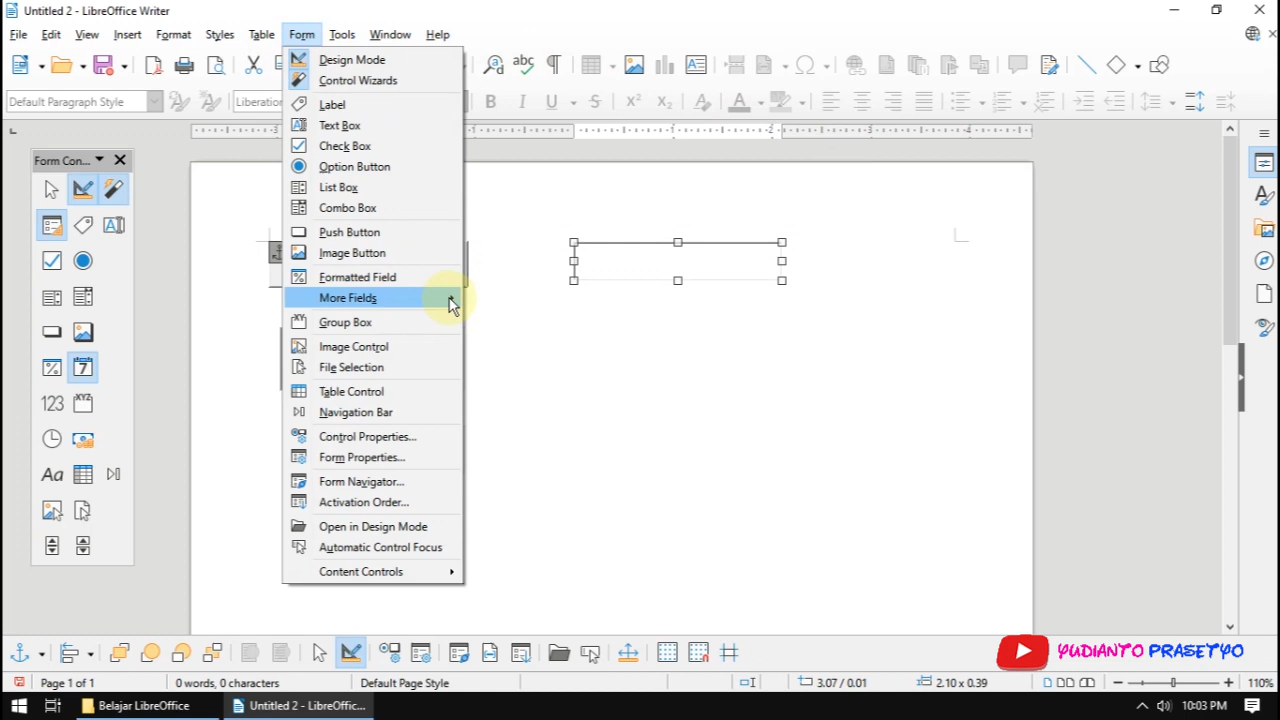 Untitled 2 - LibreOffice Writer
File Edit View Insert Format Styles Table Form Tools Window Help
Default Paragraph Style
Liberation
Form Con...
Design Mode
Control Wizards
Label
Text Box
Check Box
Option Button
List Box
Combo Box
Push Button
Image Button
Formatted Field
More Fields
Group Box
Image Control
File Selection
Table Control
Navigation Bar
Control Properties...
Form Properties...
Form Navigator...
Activation Order...
Open in Design Mode
Automatic Control Focus
Content Controls
YUDIANTO PRASETYO
Page 1 of 1
0 words, 0 characters
Default Page Style
3.07 / 0.01
2.10 x 0.39
110%
Belajar LibreOffice
Untitled 2 - LibreOffic...
10:03 PM